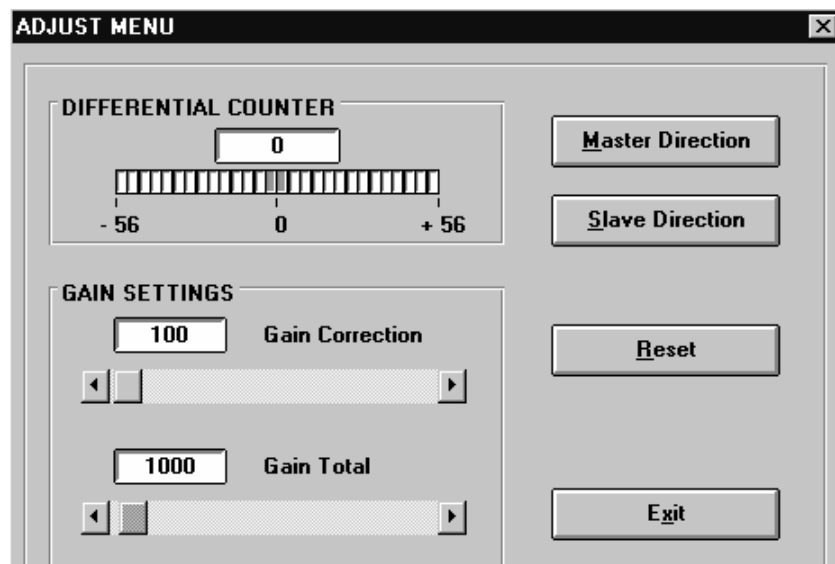 ADJUST MENU
DIFFERENTIAL COUNTER
0
- 56 0 + 56
Master Direction
Slave Direction
GAIN SETTINGS
100 Gain Correction
Reset
1000 Gain Total
Exit